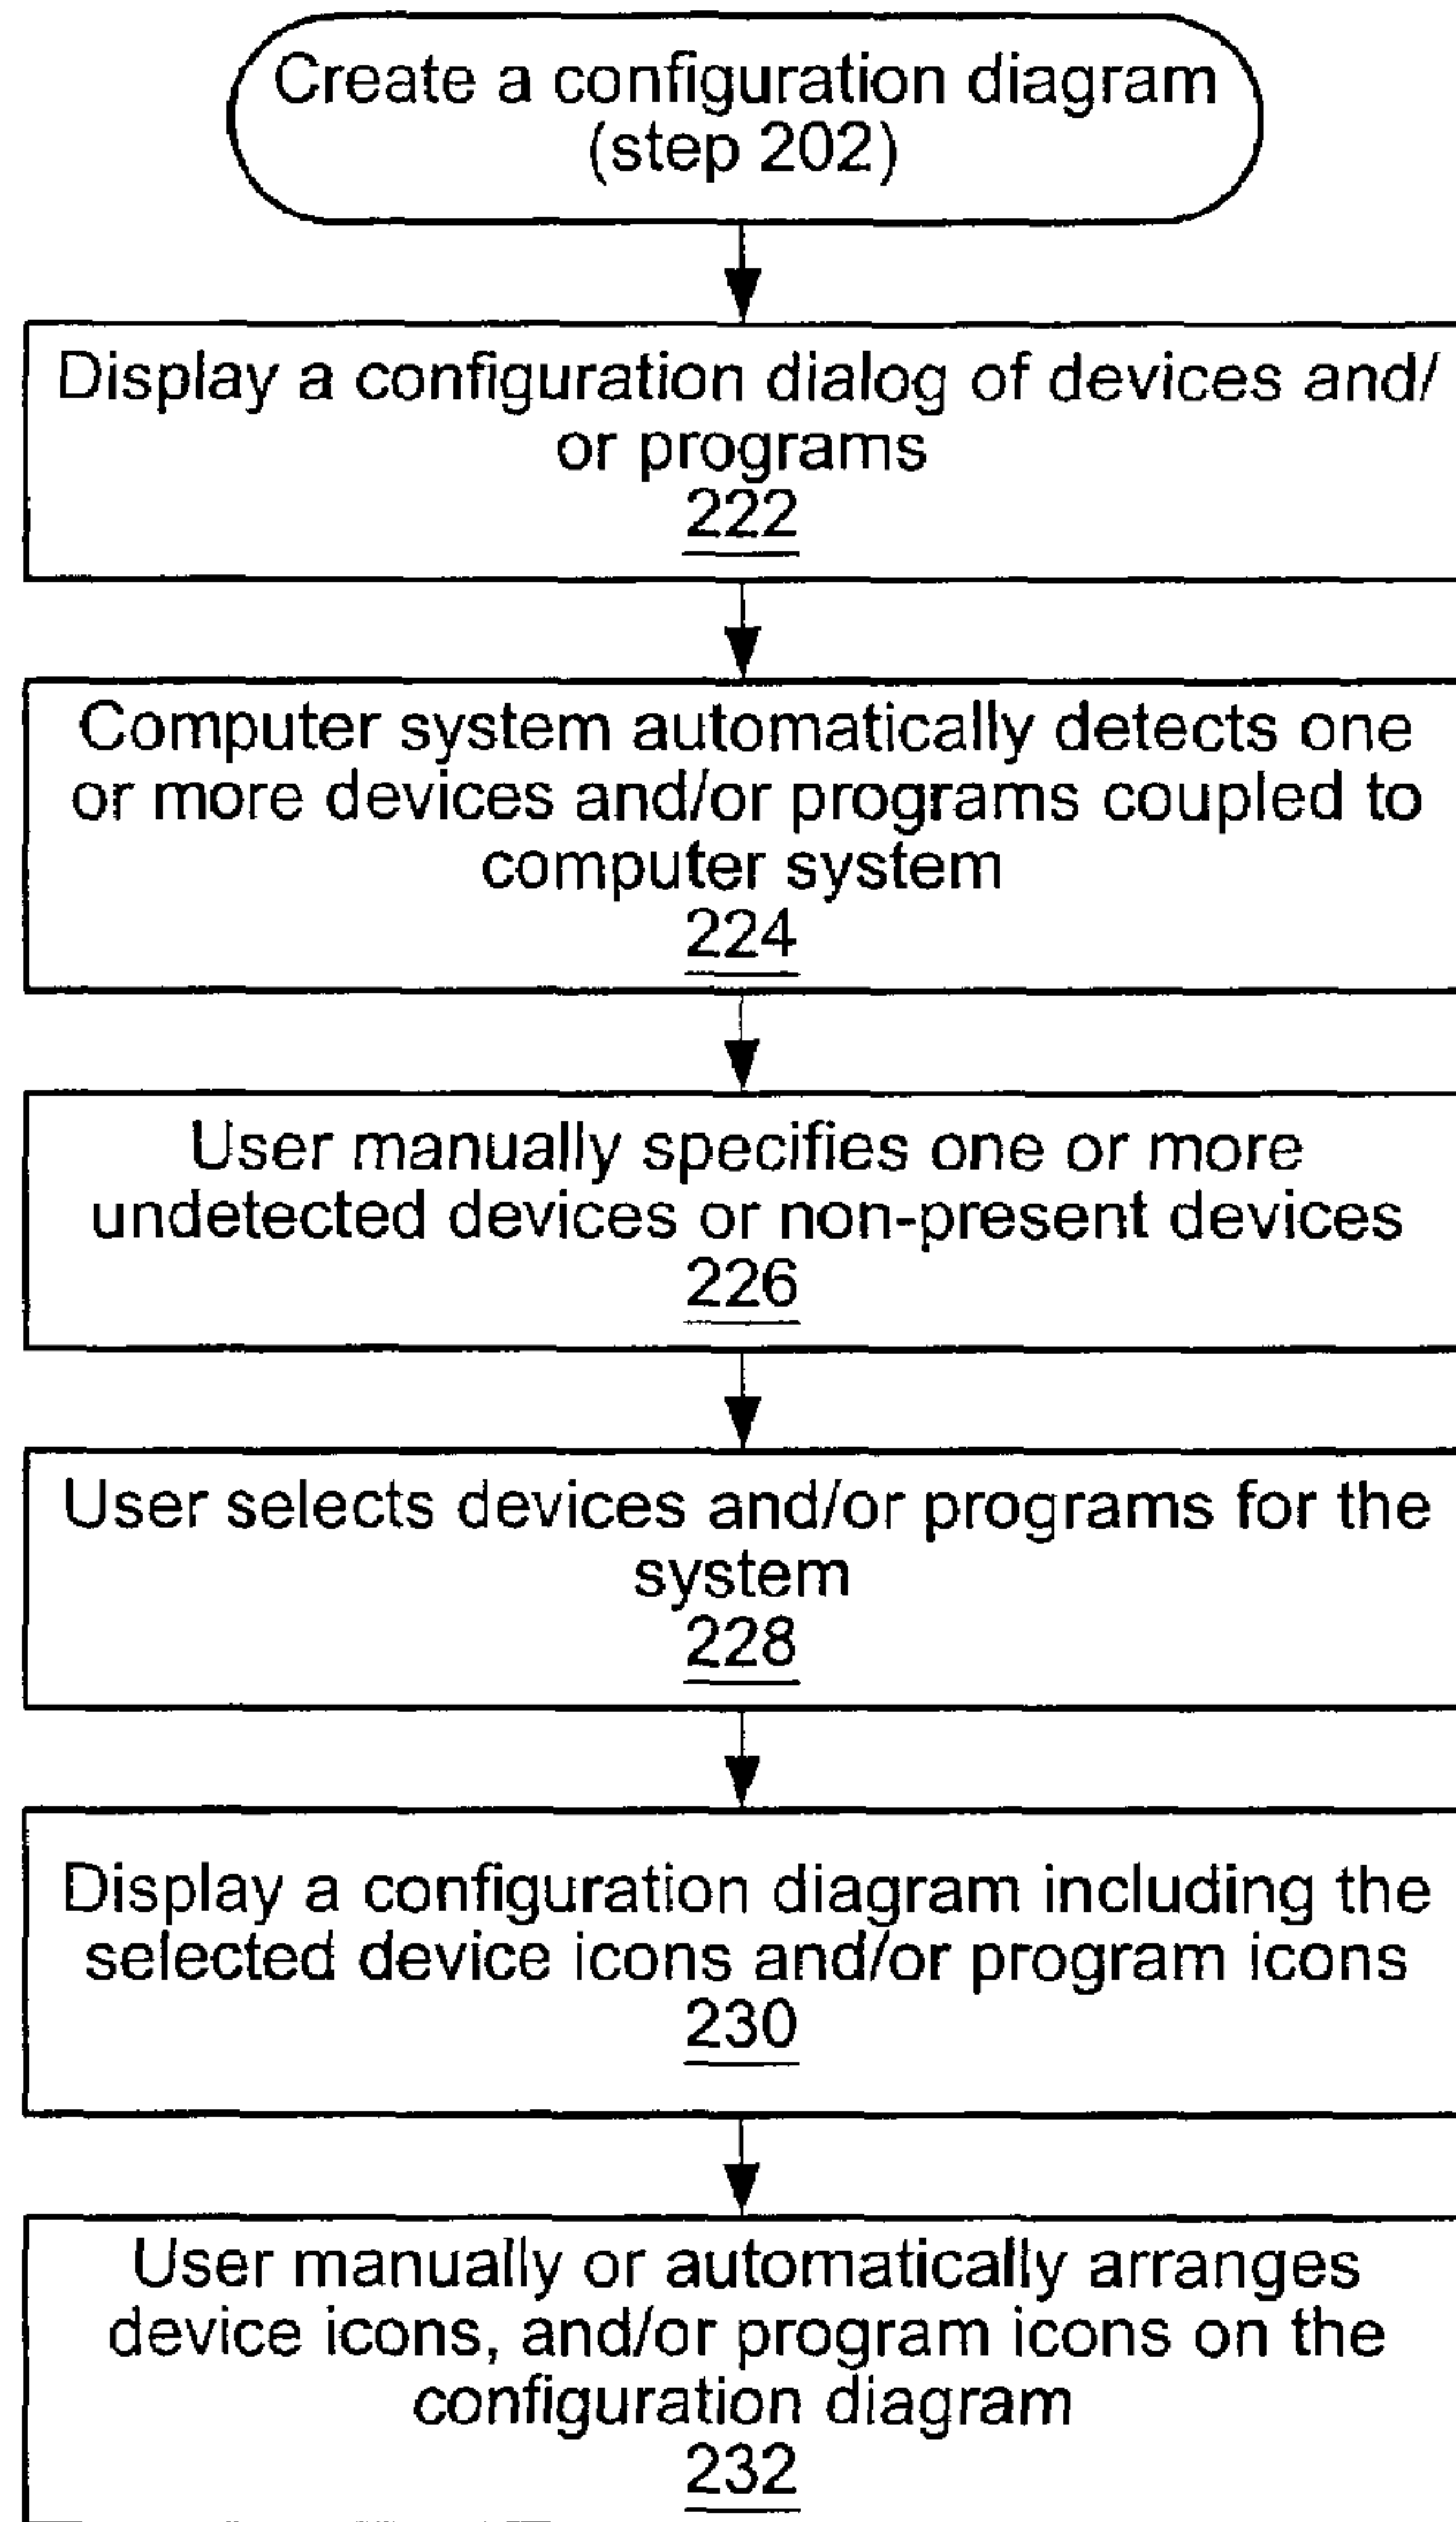 Create a configuration diagram
(step 202)
Display a configuration dialog of devices and/
or programs
222
Computer system automatically detects one
or more devices and/or programs coupled to
computer system
224
User manually specifies one or more
undetected devices or non-present devices
226
User selects devices and/or programs for the
system
228
Display a configuration diagram including the
selected device icons and/or program icons
230
User manually or automatically arranges
device icons, and/or program icons on the
configuration diagram
232